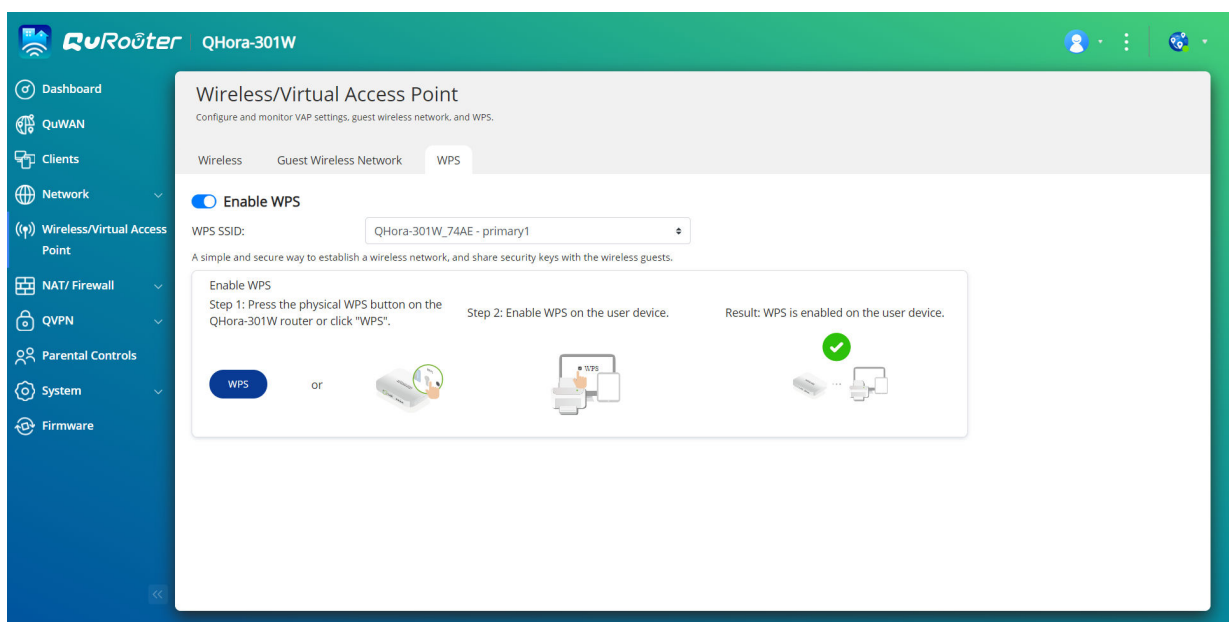 QuRoûter QHora-301W
Dashboard
QuWAN
Clients
Network
Wireless/Virtual Access
Point
NAT/ Firewall
QVPN
Parental Controls
System
Firmware
Wireless/Virtual Access Point
Configure and monitor VAP settings, guest wireless network, and WPS.
Wireless Guest Wireless Network WPS
Enable WPS
WPS SSID: QHora-301W_74AE - primary1
A simple and secure way to establish a wireless network, and share security keys with the wireless guests.
Enable WPS
Step 1: Press the physical WPS button on the
QHora-301W router or click "WPS".
Step 2: Enable WPS on the user device.
Result: WPS is enabled on the user device.
WPS or
WPS